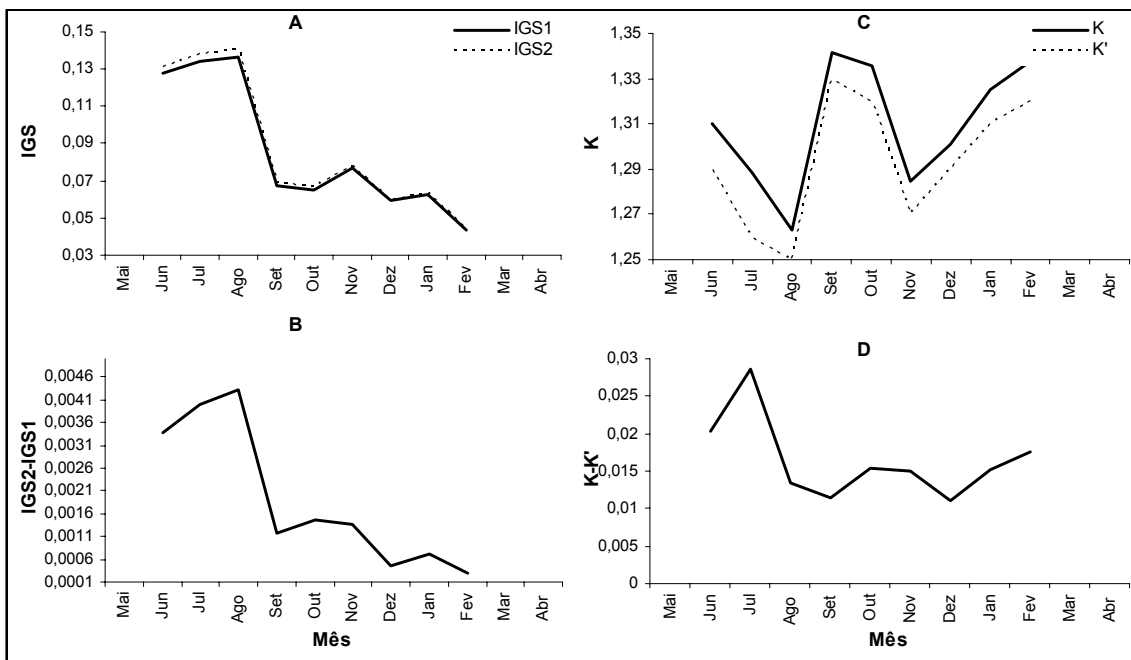 A
IGS1
IGS2
0,15
0,13
0,11
0,09
0,07
0,05
0,03
IGS
Mai Jun Jul Ago Set Out Nov Dez Jan Fev Mar Abr
C
K
K'
1,35
1,33
1,31
1,29
1,27
1,25
K
Mai Jun Jul Ago Set Out Nov Dez Jan Fev Mar Abr
B
0,0046
0,0041
0,0036
0,0031
0,0026
0,0021
0,0016
0,0011
0,0006
0,0001
IGS2-IGS1
Mai Jun Jul Ago Set Out Nov Dez Jan Fev Mar Abr
Mês
D
0,03
0,025
0,02
0,015
0,01
0,005
0
K-K'
Mai Jun Jul Ago Set Out Nov Dez Jan Fev Mar Abr
Mês